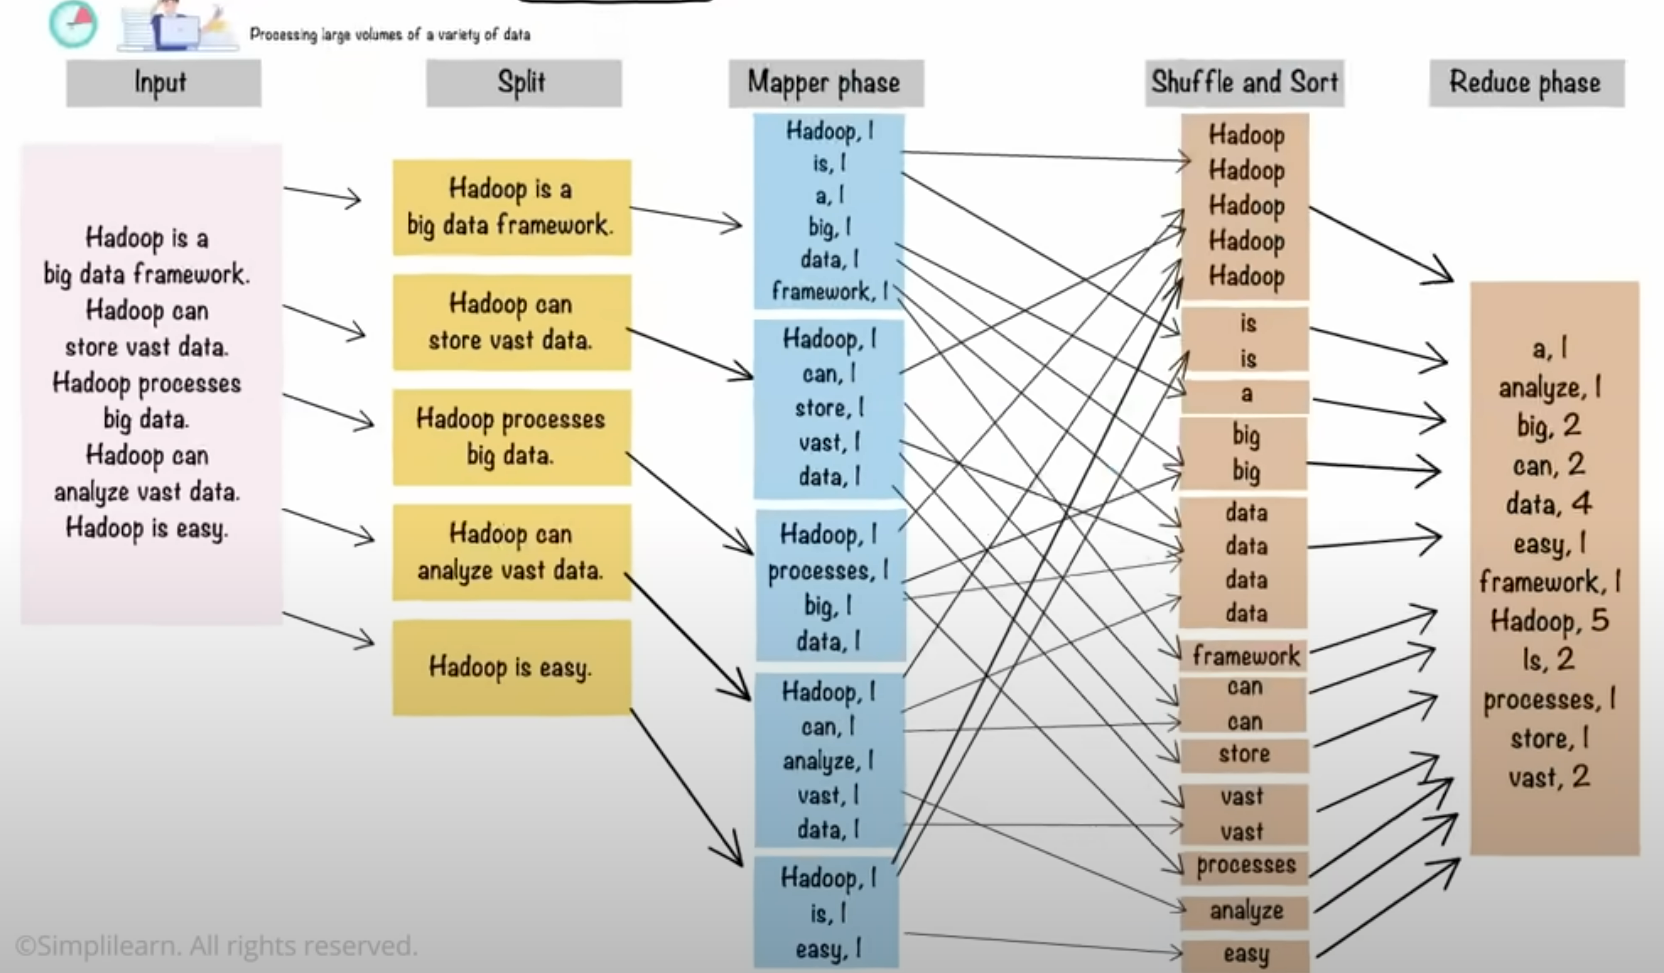 Processing large volumes of a variety of data
Input
Split
Mapper phase
Shuffle and Sort
Reduce phase
Hadoop is a
big data framework.
Hadoop can
store vast data.
Hadoop processes
big data.
Hadoop can
analyze vast data.
Hadoop is easy.
Hadoop is a
big data framework.
Hadoop can
store vast data.
Hadoop processes
big data.
Hadoop can
analyze vast data.
Hadoop is easy.
Hadoop, 1
is, 1
a, 1
big, 1
data, 1
framework, 1
Hadoop, 1
can, 1
store, 1
vast, 1
data, 1
Hadoop, 1
processes, 1
big, 1
data, 1
Hadoop, 1
can, 1
analyze, 1
vast, 1
data, 1
Hadoop, 1
is, 1
easy, 1
Hadoop
Hadoop
Hadoop
Hadoop
Hadoop
is
is
a
big
big
data
data
data
data
framework
can
can
store
vast
vast
processes
analyze
easy
a, 1
analyze, 1
big, 2
can, 2
data, 4
easy, 1
framework, 1
Hadoop, 5
Is, 2
processes, 1
store, 1
vast, 2
©Simplilearn. All rights reserved.